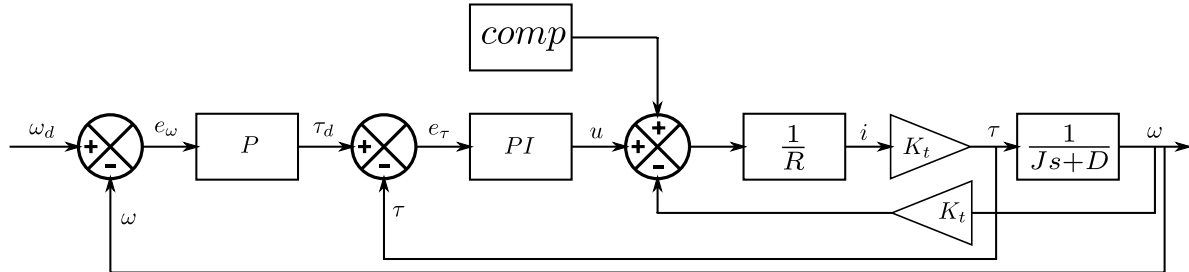 comp
ω_d
+
-
e_ω
P
τ_d
+
-
e_τ
PI
u
+
-
1/R
i
K_t
τ
1/(Js+D)
ω
K_t
τ
ω